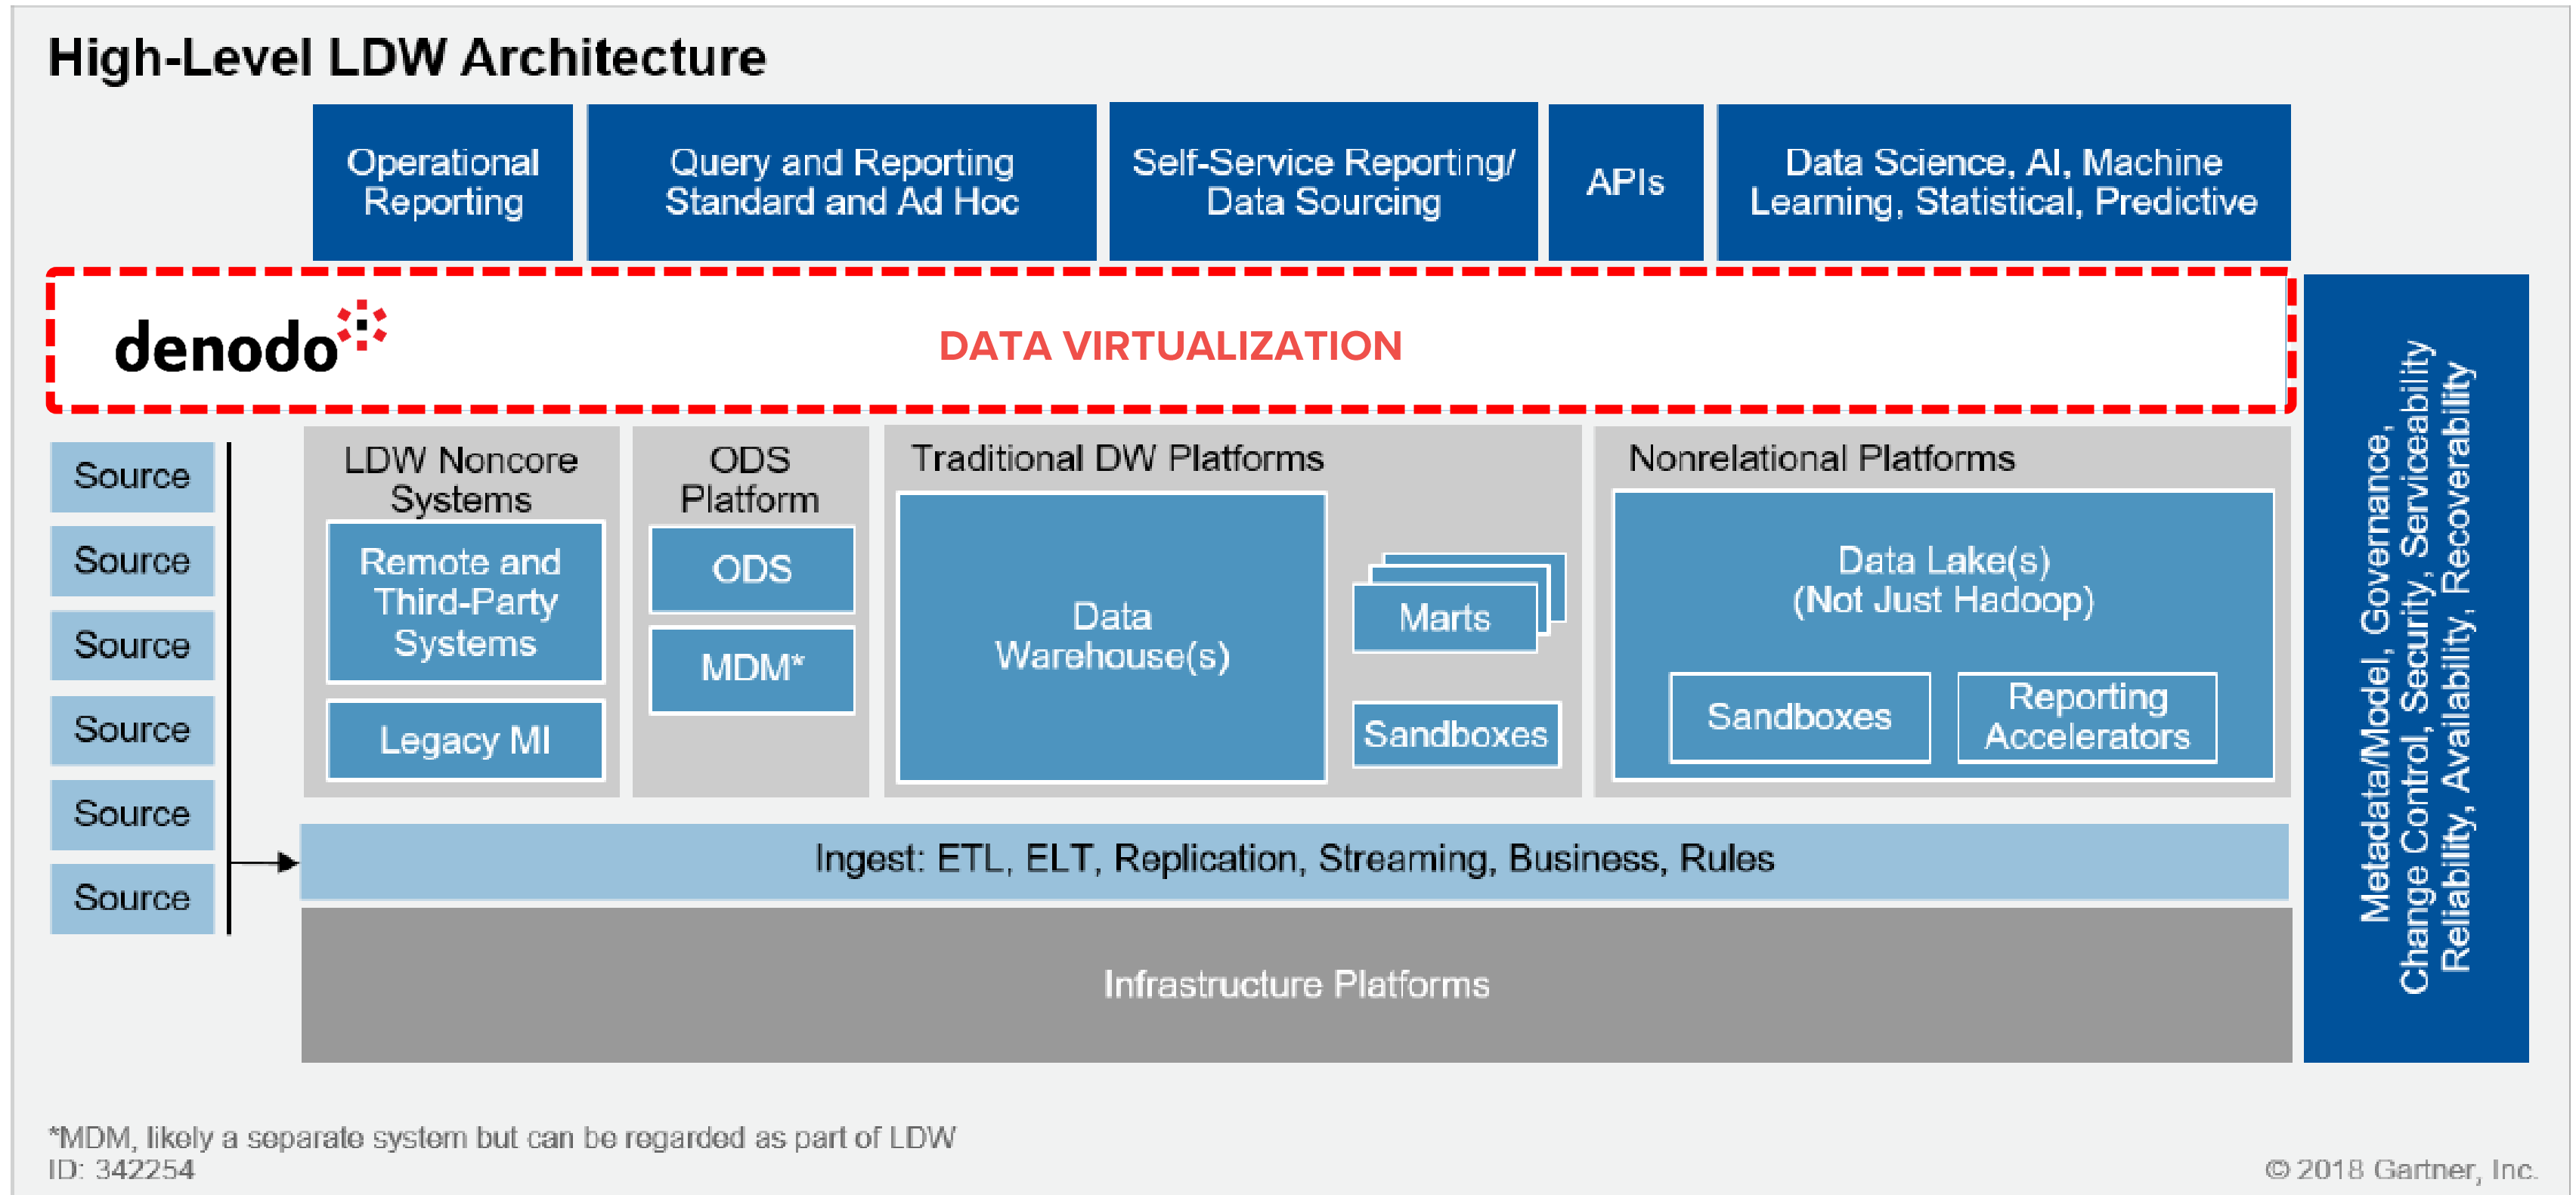 High-Level LDW Architecture
Operational
Reporting
Query and Reporting
Standard and Ad Hoc
Self-Service Reporting/
Data Sourcing
APIs
Data Science, AI, Machine
Learning, Statistical, Predictive
denodo
DATA VIRTUALIZATION
Source
Source
Source
Source
Source
Source
LDW Noncore
Systems
Remote and
Third-Party
Systems
Legacy MI
ODS
Platform
ODS
MDM*
Traditional DW Platforms
Data
Warehouse(s)
Marts
Sandboxes
Nonrelational Platforms
Data Lake(s)
(Not Just Hadoop)
Sandboxes
Reporting
Accelerators
Ingest: ETL, ELT, Replication, Streaming, Business, Rules
Infrastructure Platforms
Metadata/Model, Governance,
Change Control, Security, Serviceability
Reliability, Availability, Recoverability
*MDM, likely a separate system but can be regarded as part of LDW
ID: 342254
© 2018 Gartner, Inc.